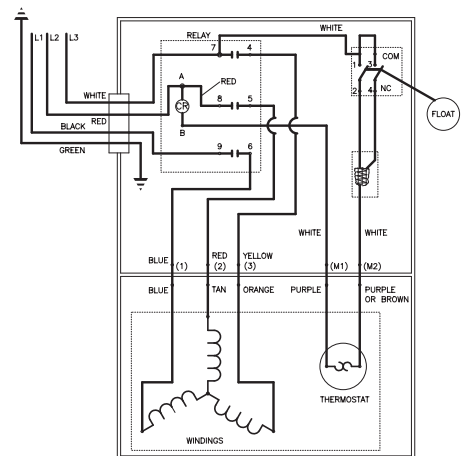 L1 L2 L3
RELAY
WHITE
7 4
1 3 COM
A
RED
WHITE
CR
8 5
2 4 NC
FLOAT
RED
BLACK
B
GREEN
9 6
WHITE WHITE
BLUE RED YELLOW
(1) (2) (3) (M1) (M2)
BLUE TAN ORANGE PURPLE PURPLE
OR BROWN
THERMOSTAT
WINDINGS